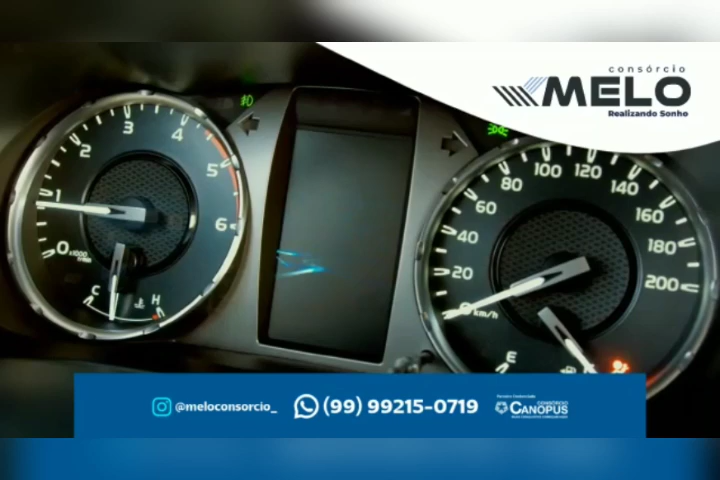 consórcio
MELO
Realizando Sonho
0 1 2 3 4 5 6
x1000
C H
0 20 40 60 80 100 120 140 160 180 200
km/h
E
@meloconsorcio_
(99) 99215-0719
CONSÓRCIO
CANOPUS